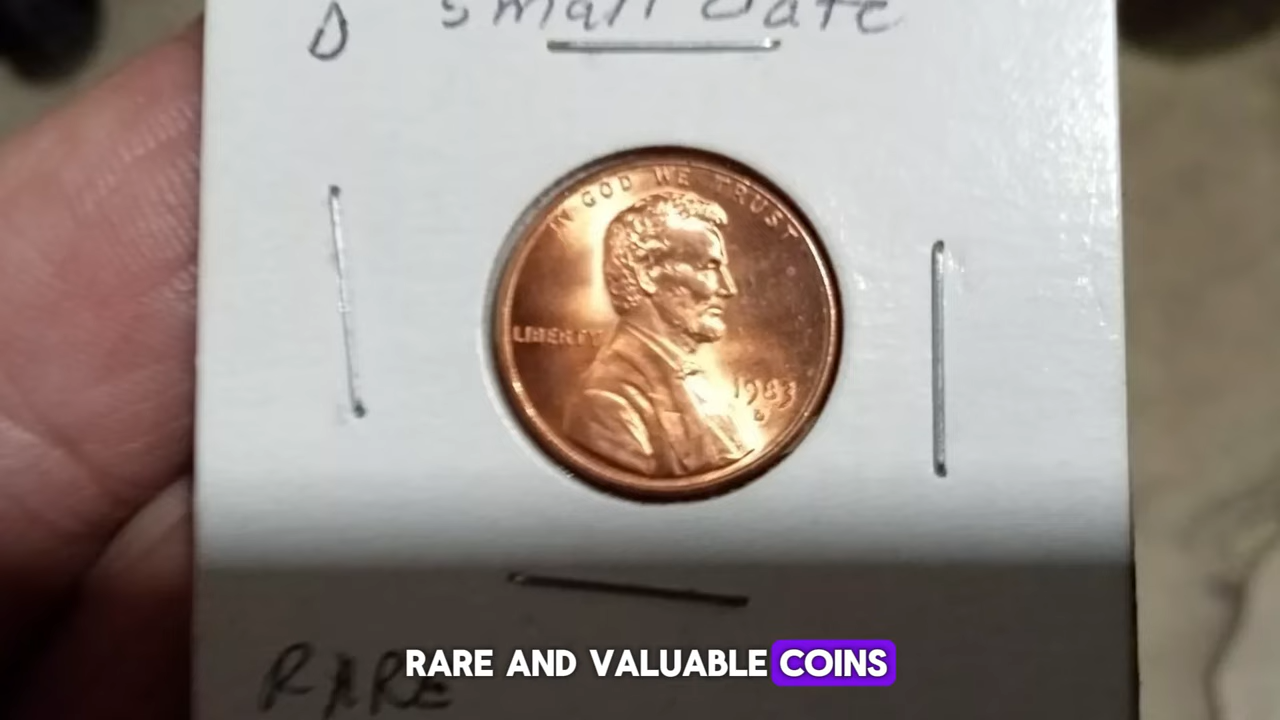 D small date
IN GOD WE TRUST
LIBERTY
1983
D
RARE
RARE AND VALUABLE COINS